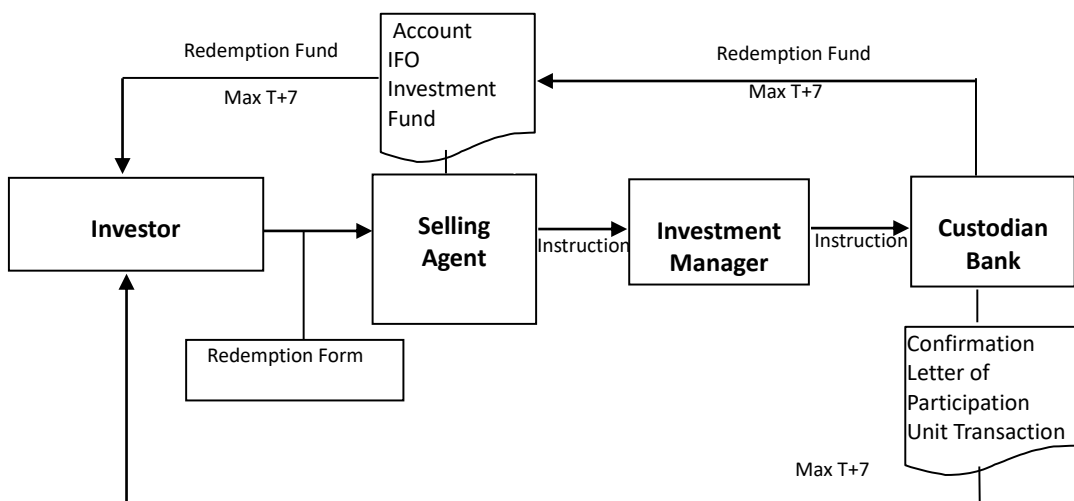 Redemption Fund
Max T+7
Account
IFO
Investment
Fund
Redemption Fund
Max T+7
Investor
Selling
Agent
Instruction
Investment
Manager
Instruction
Custodian
Bank
Redemption Form
Confirmation
Letter of
Participation
Unit Transaction
Max T+7